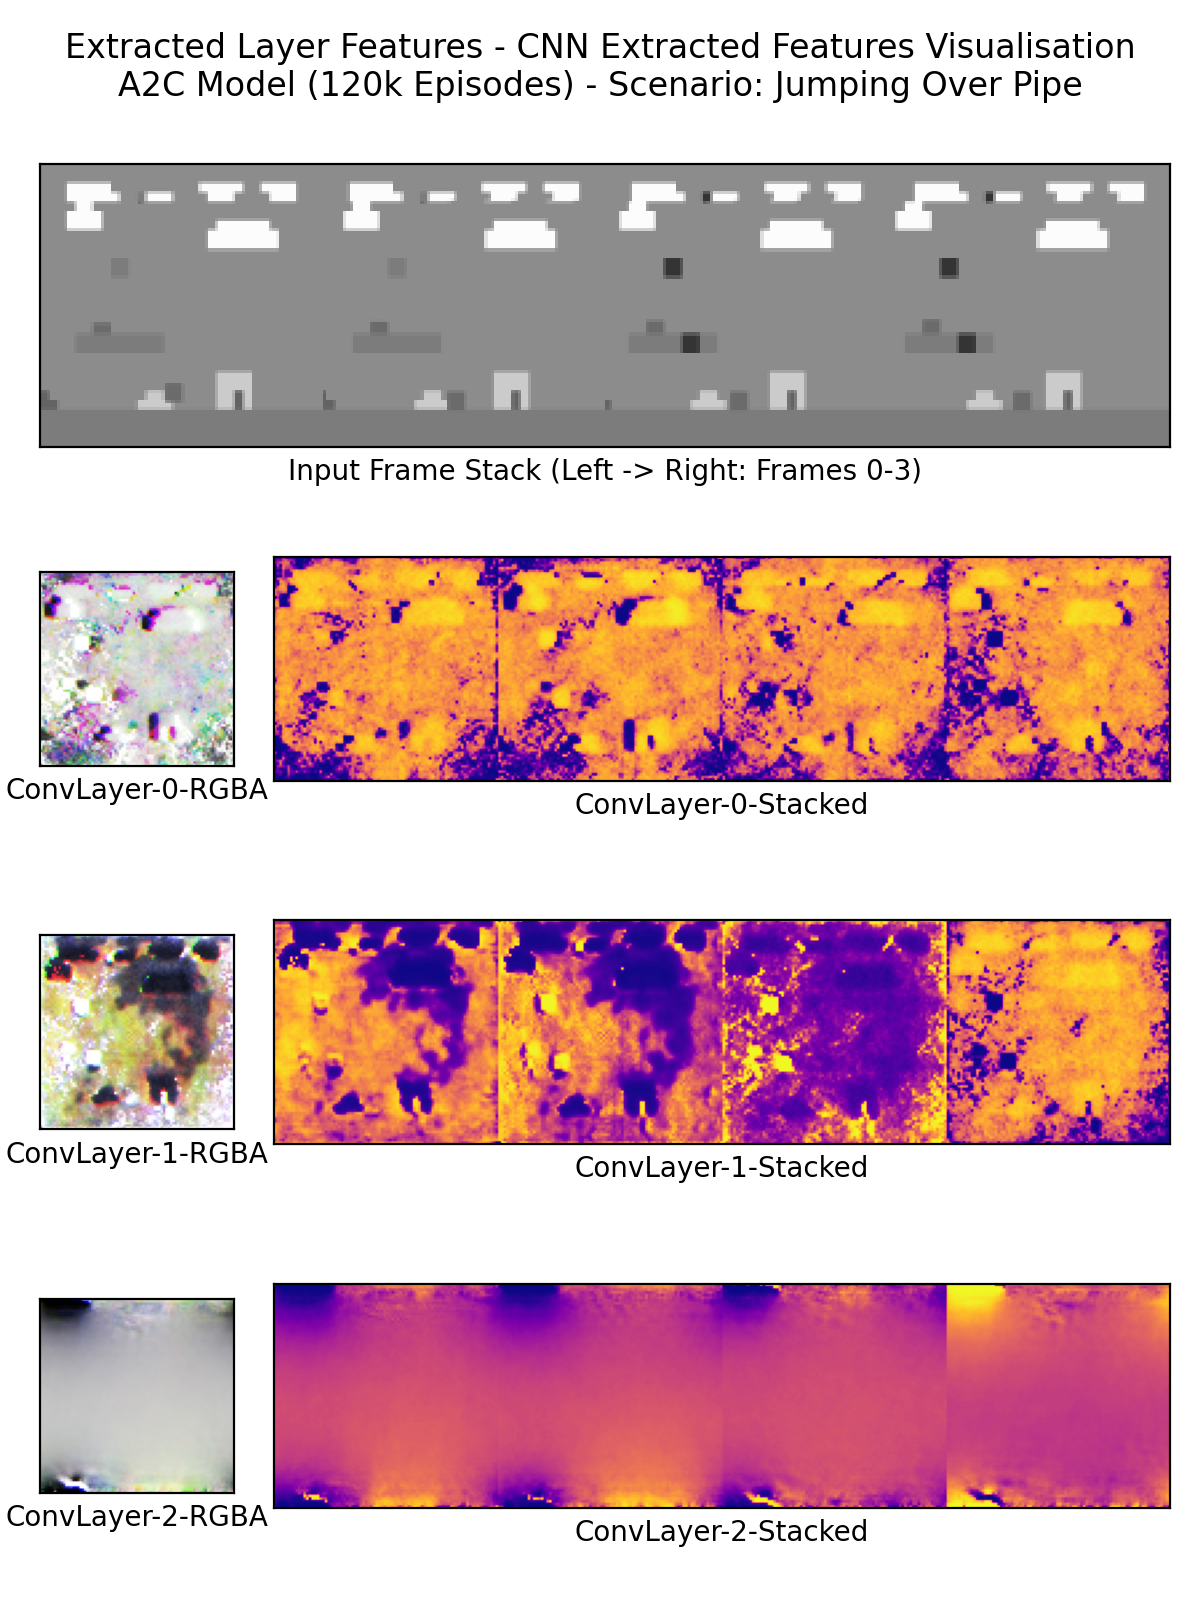 Extracted Layer Features - CNN Extracted Features Visualisation
A2C Model (120k Episodes) - Scenario: Jumping Over Pipe
Input Frame Stack (Left -> Right: Frames 0-3)
ConvLayer-0-RGBA
ConvLayer-0-Stacked
ConvLayer-1-RGBA
ConvLayer-1-Stacked
ConvLayer-2-RGBA
ConvLayer-2-Stacked